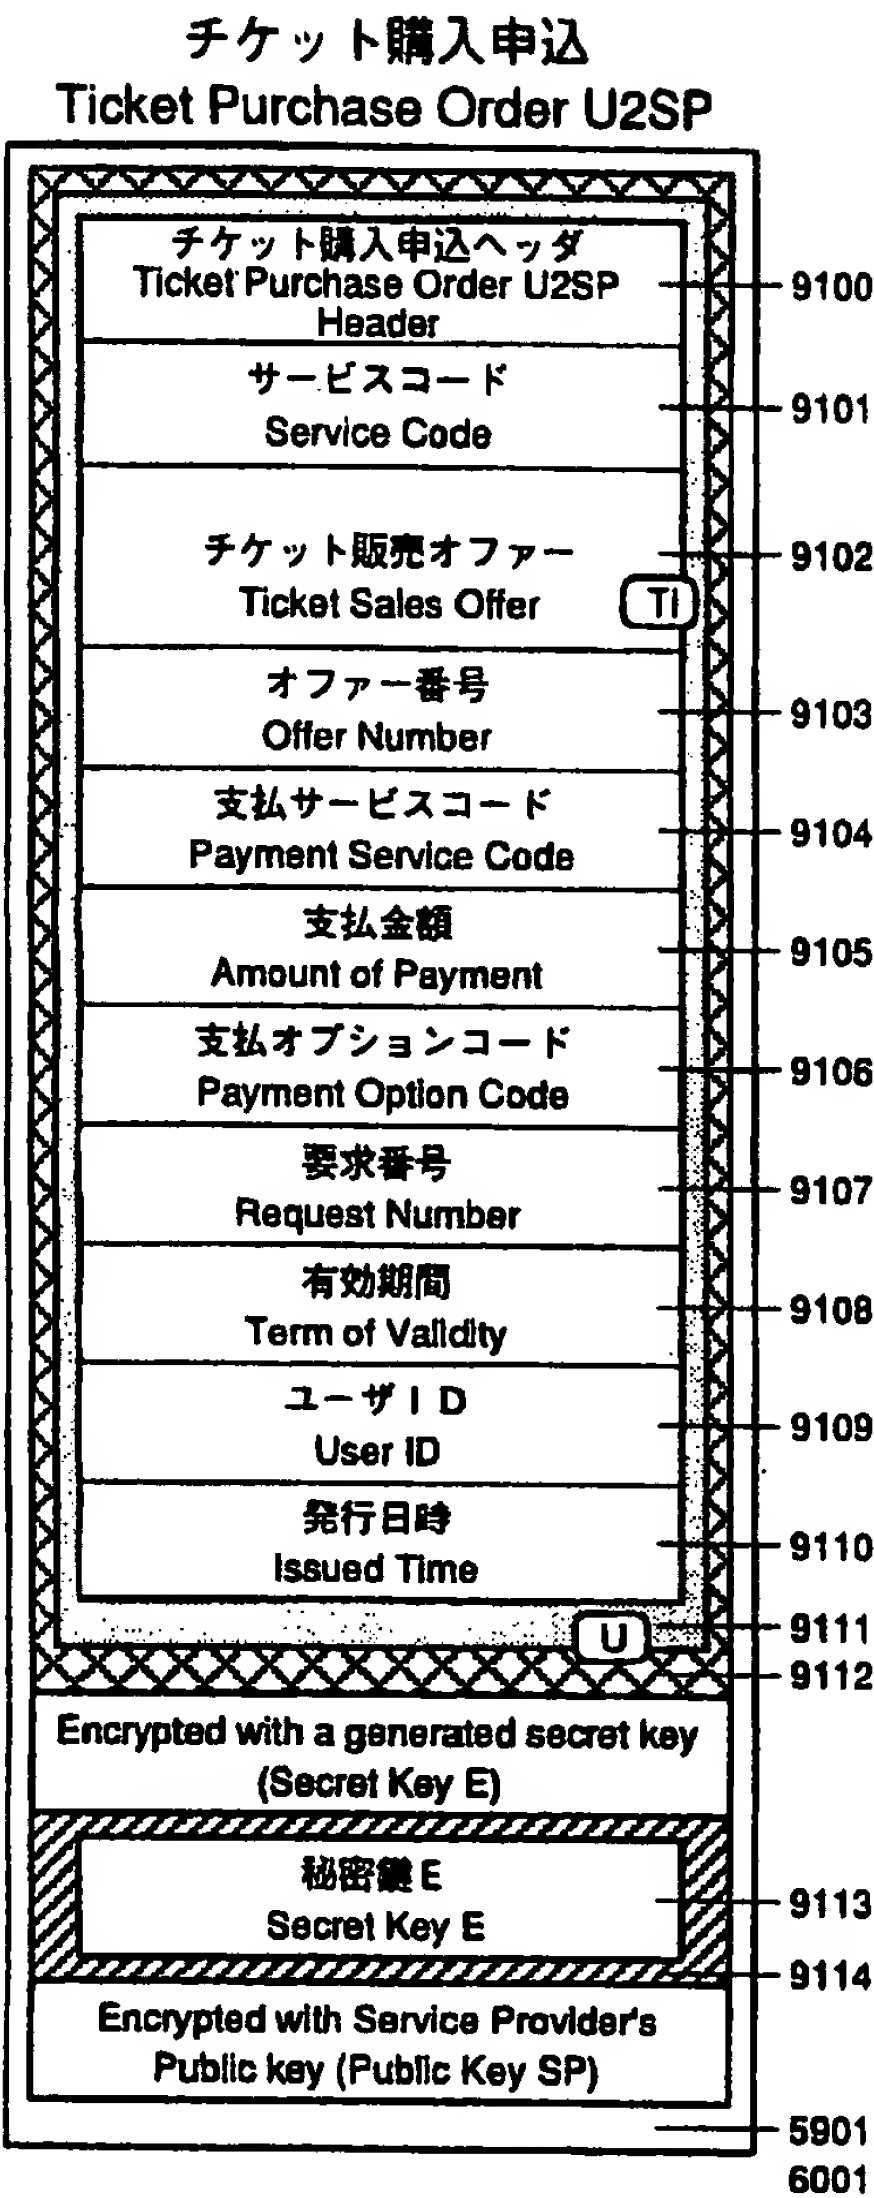 チケット購入申込
Ticket Purchase Order U2SP
チケット購入申込ヘッダ
Ticket Purchase Order U2SP
Header
9100
サービスコード
Service Code
9101
チケット販売オファー
Ticket Sales Offer
9102
TI
オファー番号
Offer Number
9103
支払サービスコード
Payment Service Code
9104
支払金額
Amount of Payment
9105
支払オプションコード
Payment Option Code
9106
要求番号
Request Number
9107
有効期間
Term of Validity
9108
ユーザID
User ID
9109
発行日時
Issued Time
9110
U
9111
9112
Encrypted with a generated secret key
(Secret Key E)
秘密鍵E
Secret Key E
9113
9114
Encrypted with Service Provider's
Public key (Public Key SP)
5901
6001